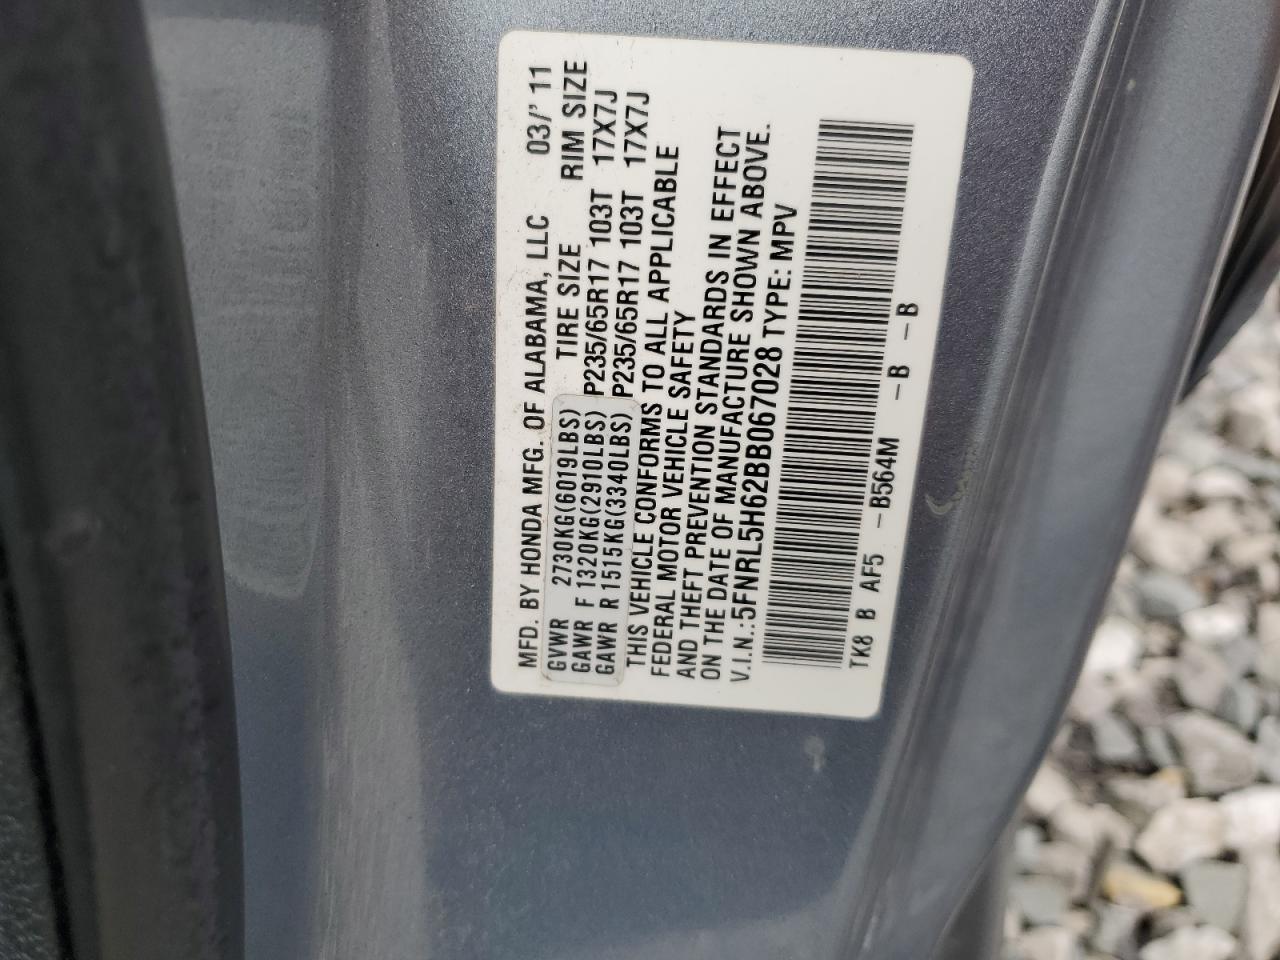 MFD. BY HONDA MFG. OF ALABAMA, LLC 03/' 11
GVWR 2730KG(6019LBS) TIRE SIZE RIM SIZE
GAWR F 1320KG(2910LBS) P235/65R17 103T 17X7J
GAWR R 1515KG(3340LBS) P235/65R17 103T 17X7J
THIS VEHICLE CONFORMS TO ALL APPLICABLE
FEDERAL MOTOR VEHICLE SAFETY
AND THEFT PREVENTION STANDARDS IN EFFECT
ON THE DATE OF MANUFACTURE SHOWN ABOVE.
V.I.N.:5FNRL5H62BB067028 TYPE: MPV
TK8 B AF5 -B564M -B -B